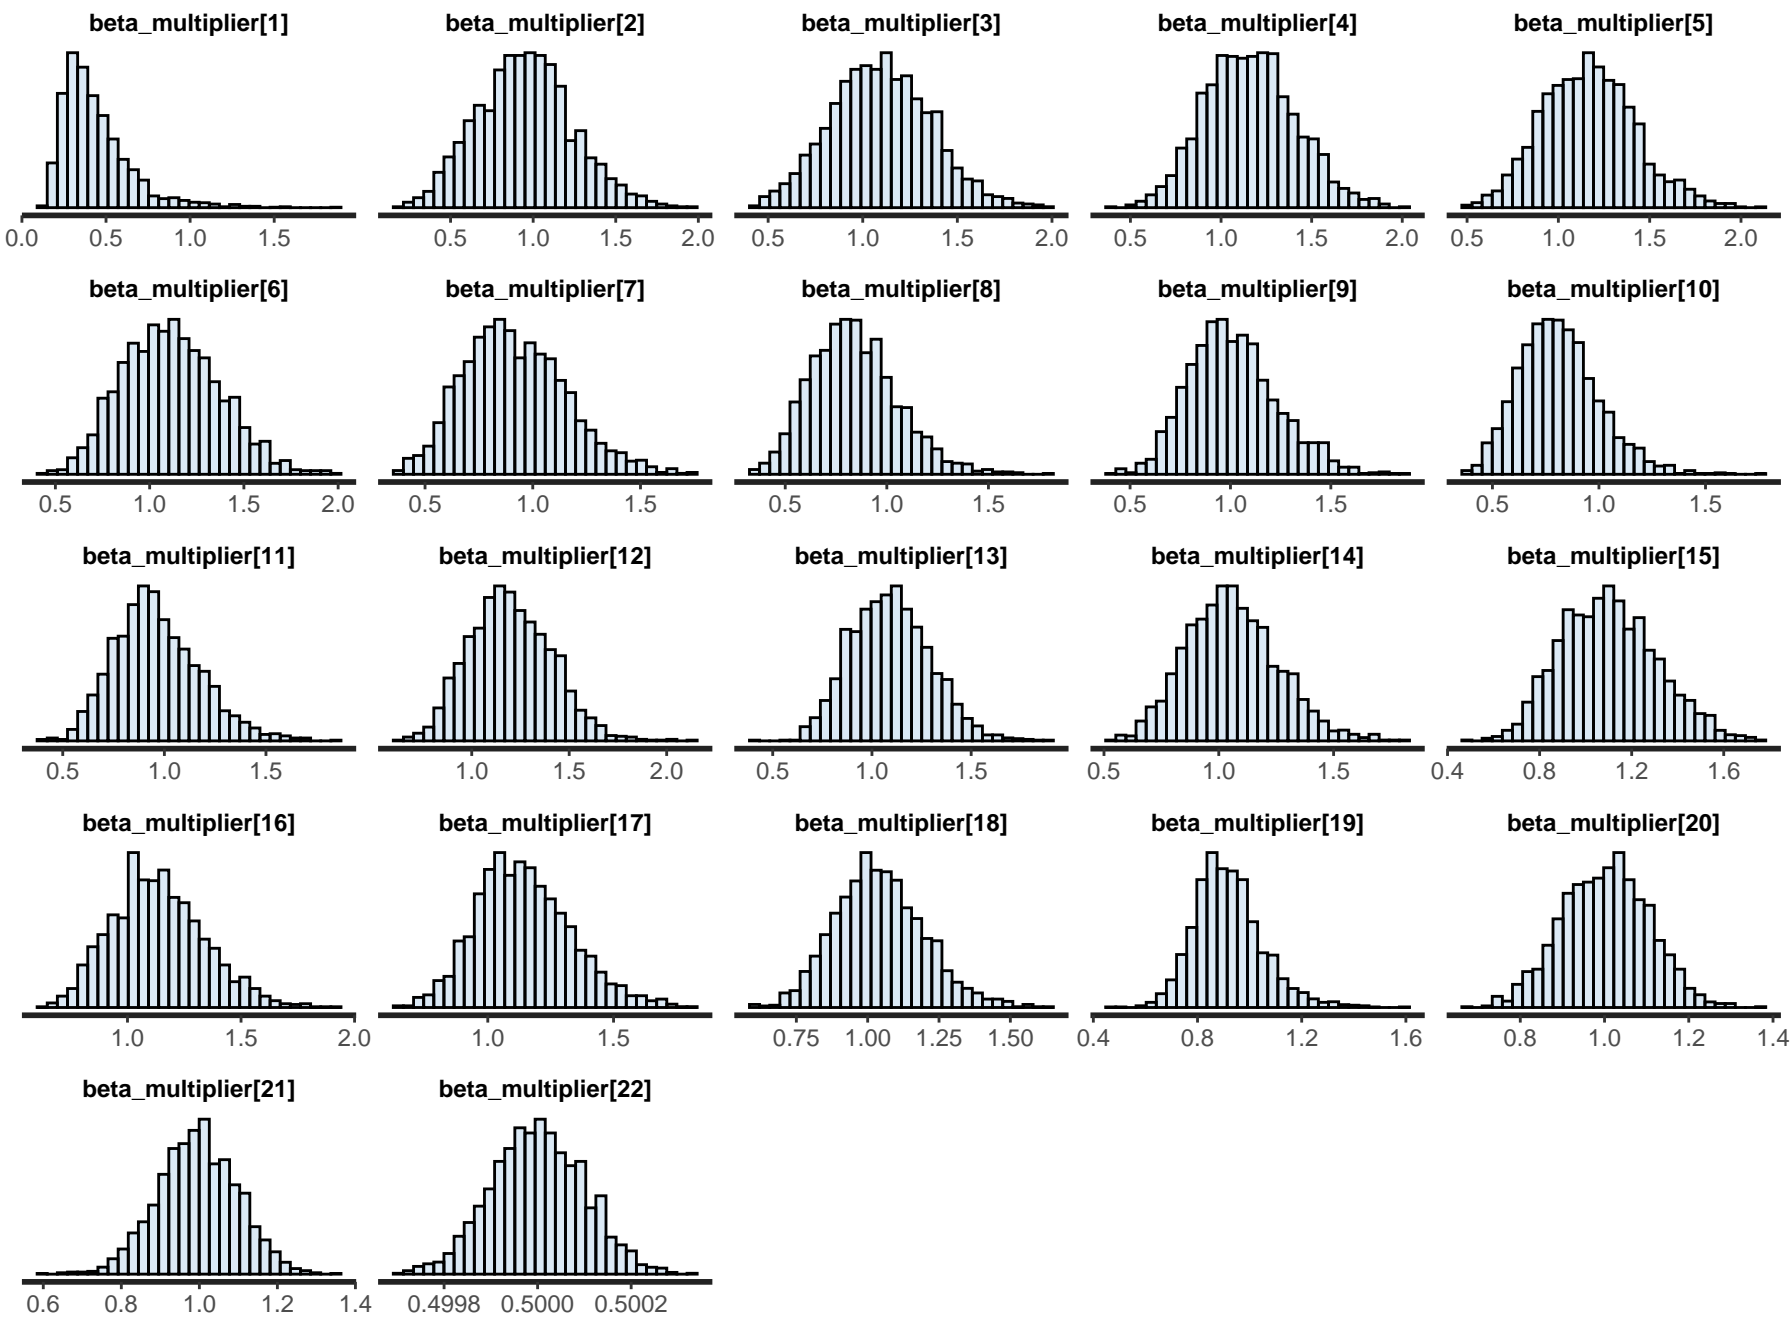 beta_multiplier[1] beta_multiplier[2] beta_multiplier[3] beta_multiplier[4] beta_multiplier[5]
0.0 0.5 1.0 1.5 0.5 1.0 1.5 2.0 0.5 1.0 1.5 2.0 0.5 1.0 1.5 2.0 0.5 1.0 1.5 2.0
beta_multiplier[6] beta_multiplier[7] beta_multiplier[8] beta_multiplier[9] beta_multiplier[10]
0.5 1.0 1.5 2.0 0.5 1.0 1.5 0.5 1.0 1.5 0.5 1.0 1.5 0.5 1.0 1.5
beta_multiplier[11] beta_multiplier[12] beta_multiplier[13] beta_multiplier[14] beta_multiplier[15]
0.5 1.0 1.5 1.0 1.5 2.0 0.5 1.0 1.5 0.5 1.0 1.5 0.4 0.8 1.2 1.6
beta_multiplier[16] beta_multiplier[17] beta_multiplier[18] beta_multiplier[19] beta_multiplier[20]
1.0 1.5 2.0 1.0 1.5 0.75 1.00 1.25 1.50 0.4 0.8 1.2 1.6 0.8 1.0 1.2 1.4
beta_multiplier[21] beta_multiplier[22]
0.6 0.8 1.0 1.2 1.4 0.4998 0.5000 0.5002